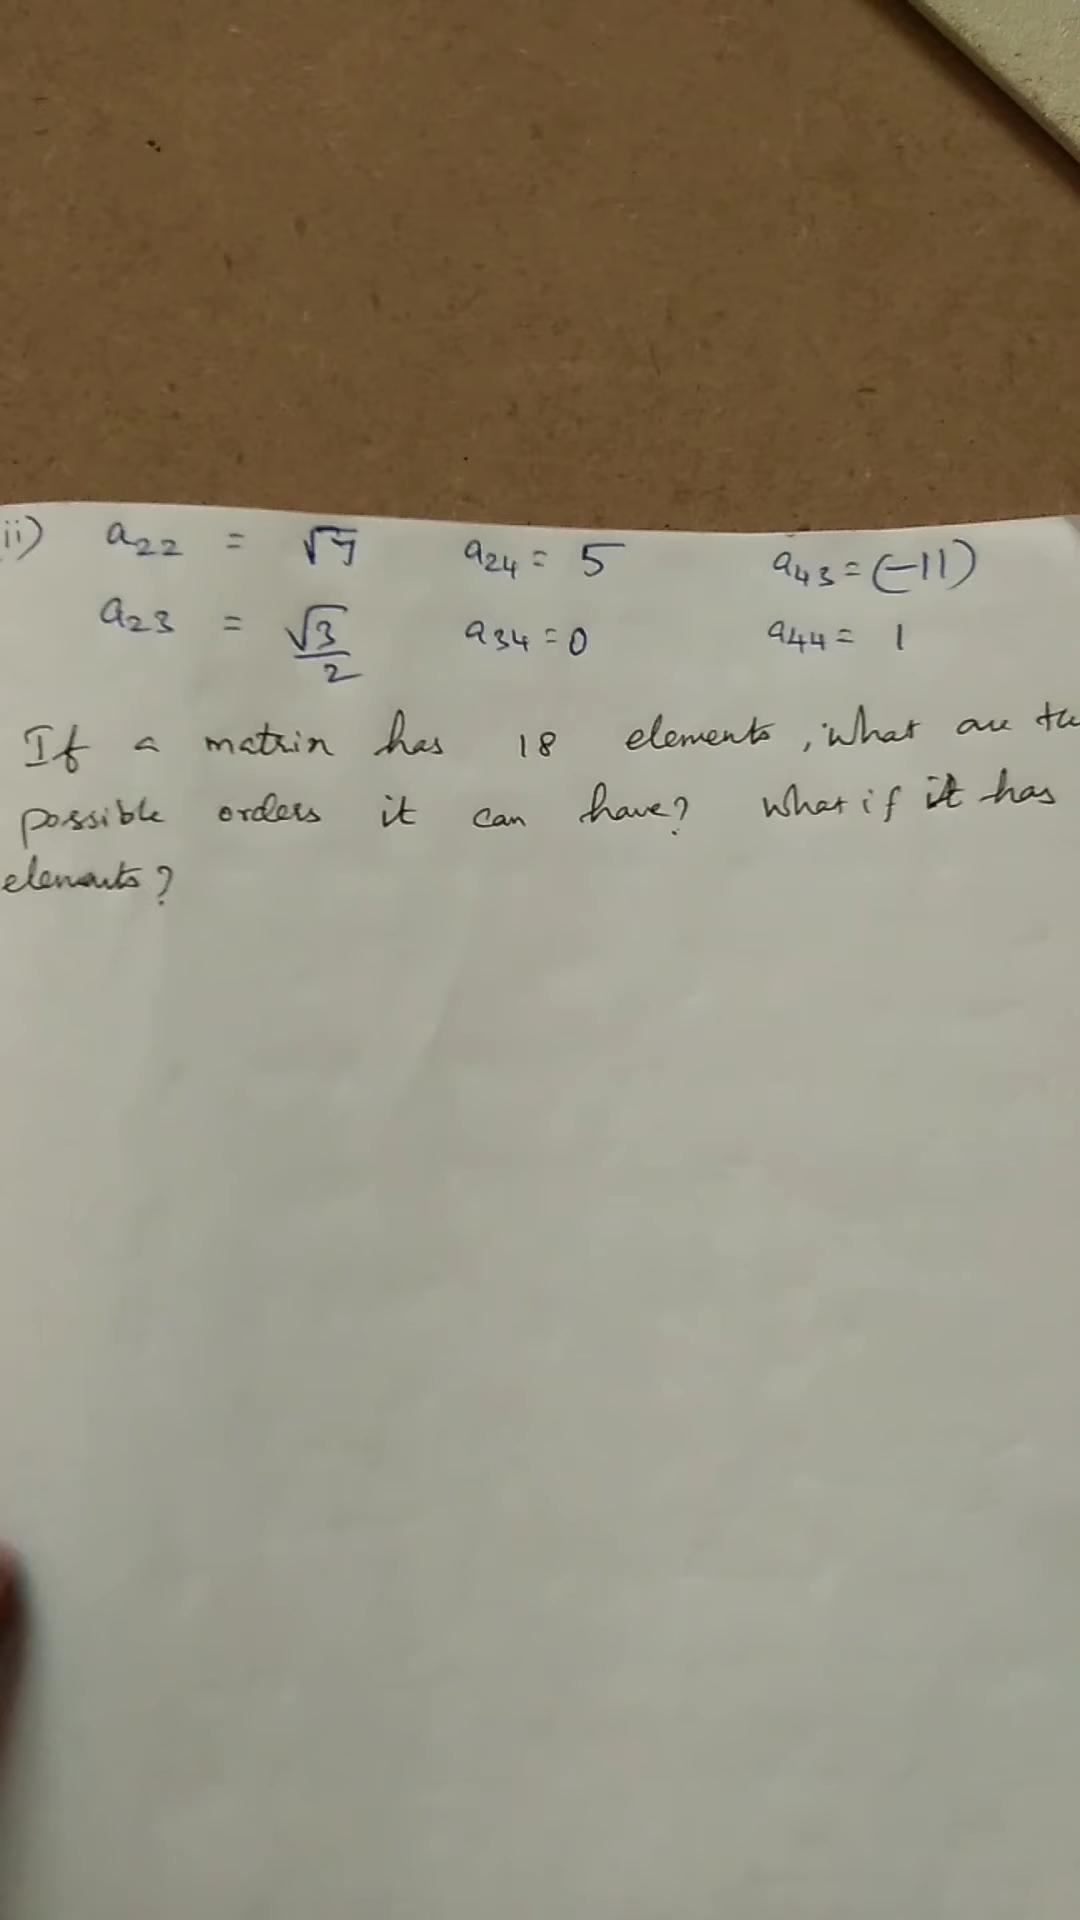 ii) a22 = √7 a24 = 5 a43 = (-11)
a23 = √3/2 a34 = 0 a44 = 1
If a matrix has 18 elements, what are the
possible orders it can have? What if it has
elements?